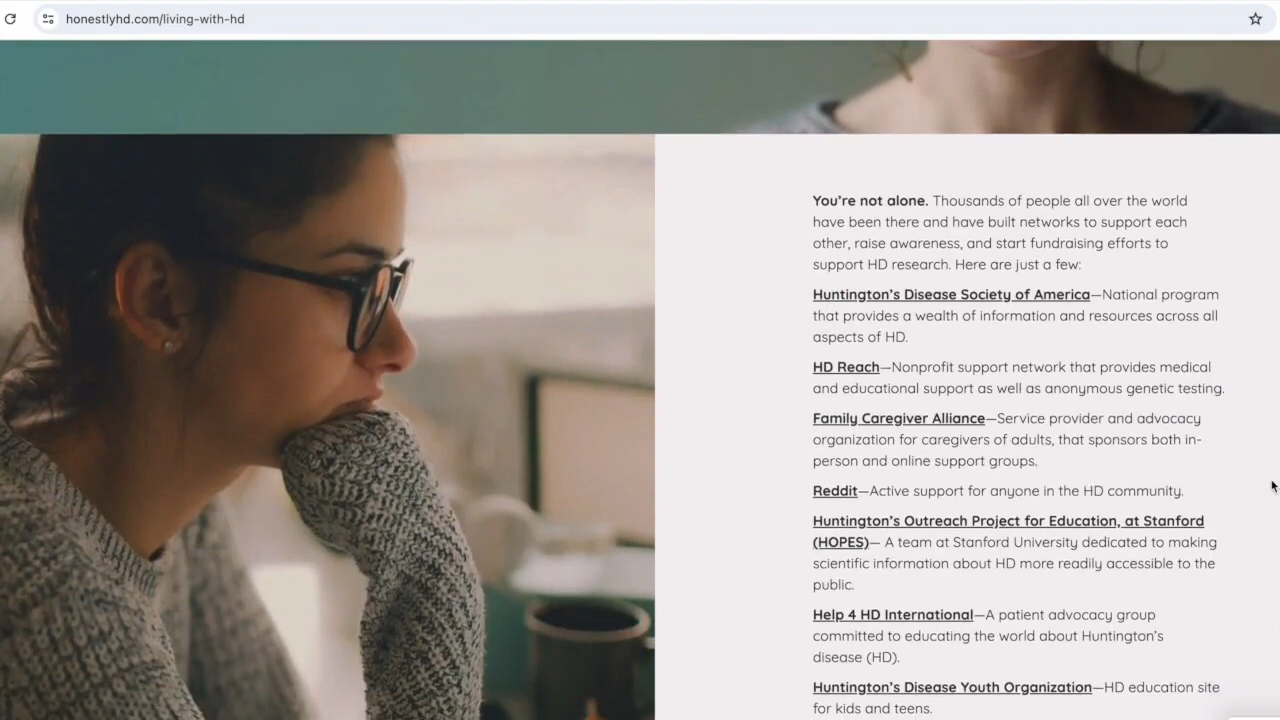 honestlyhd.com/living-with-hd
You’re not alone. Thousands of people all over the world
have been there and have built networks to support each
other, raise awareness, and start fundraising efforts to
support HD research. Here are just a few:
Huntington’s Disease Society of America—National program
that provides a wealth of information and resources across all
aspects of HD.
HD Reach—Nonprofit support network that provides medical
and educational support as well as anonymous genetic testing.
Family Caregiver Alliance—Service provider and advocacy
organization for caregivers of adults, that sponsors both in-
person and online support groups.
Reddit—Active support for anyone in the HD community.
Huntington’s Outreach Project for Education, at Stanford
(HOPES)— A team at Stanford University dedicated to making
scientific information about HD more readily accessible to the
public.
Help 4 HD International—A patient advocacy group
committed to educating the world about Huntington’s
disease (HD).
Huntington’s Disease Youth Organization—HD education site
for kids and teens.